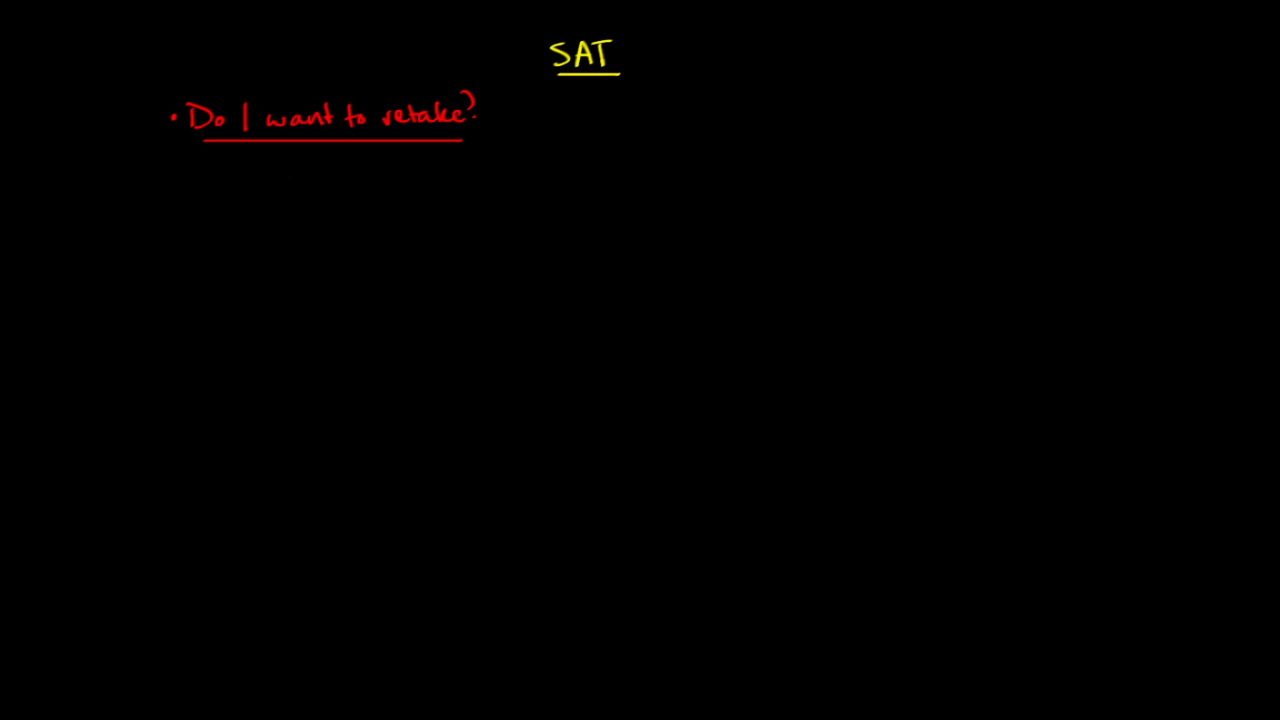 SAT
• Do I want to retake?